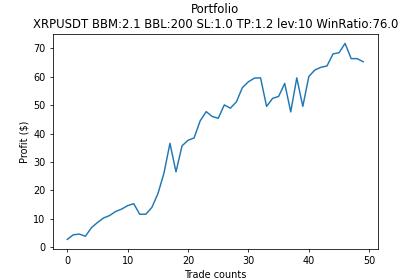 Portfolio
XRPUSDT BBM:2.1 BBL:200 SL:1.0 TP:1.2 lev:10 WinRatio:76.0
Profit ($)
70
60
50
40
30
20
10
0
0 10 20 30 40 50
Trade counts